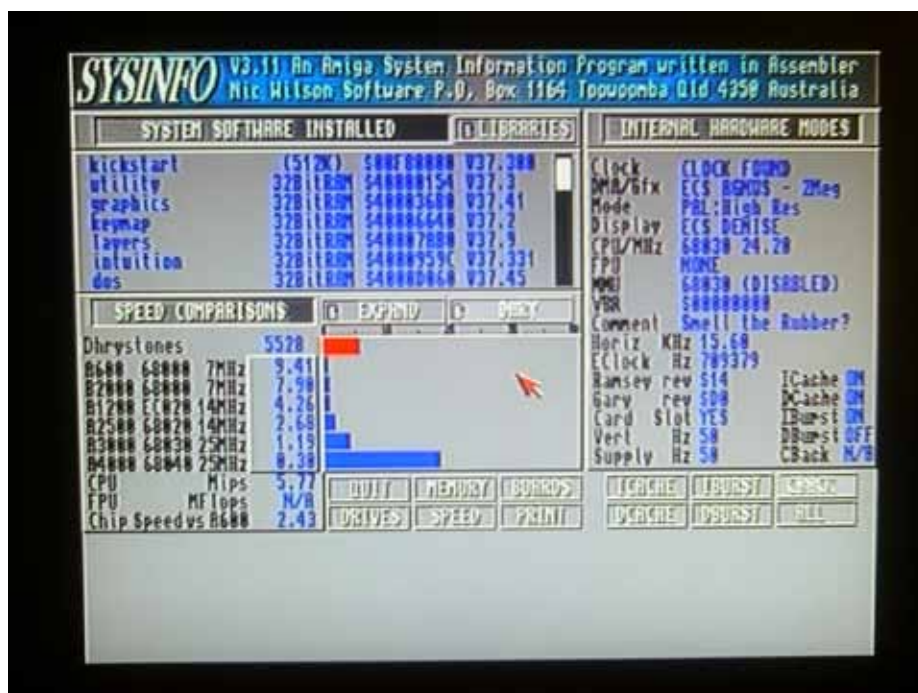 SYSINFO V3.11 An Amiga System Information Program written in Assembler
Nic Wilson Software P.O. Box 1164 Toowoomba Qld 4350 Australia
SYSTEM SOFTWARE INSTALLED LIBRARIES
kickstart (512K) $00F80000 V37.300
utility 32BitRAM $40000154 V37.3
graphics 32BitRAM V37.41
keymap 32BitRAM V37.2
layers 32BitRAM V37.9
intuition 32BitRAM $4000959C V37.331
dos 32BitRAM V37.45
SPEED COMPARISONS EXPAND
Dhrystones 5528
A600 68000 7MHz 9.41
A2000 68000 7MHz 7.90
A1200 EC020 14MHz 4.26
A2500 68020 14MHz 2.68
A3000 68030 25MHz 1.19
A4000 68040 25MHz 0.30
CPU Mips 5.77
FPU MFlops N/A
Chip Speed vs A600 2.43
QUIT MEMORY BOARDS
DRIVES SPEED PRINT
INTERNAL HARDWARE MODES
Clock CLOCK FOUND
DMA/Gfx ECS AGNUS - 2Meg
Mode PAL:High Res
Display ECS DENISE
CPU/MHz 68030 24.20
FPU NONE
MMU 68030 (DISABLED)
VBR $00000000
Comment Smell the Rubber?
Horiz KHz 15.60
EClock Hz 709379
Ramsey rev $14 ICache ON
Gary rev DCache ON
Card Slot YES IBurst ON
Vert Hz 50 DBurst OFF
Supply Hz 50 CBack N/A
ICACHE IBURST CBACK
DCACHE DBURST ALL